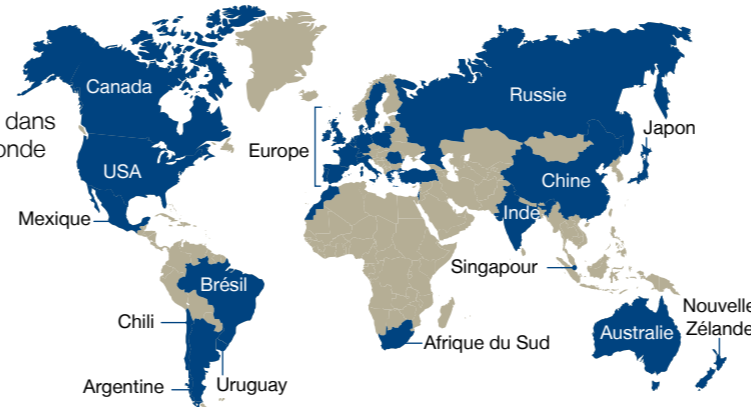 Canada
dans
onde
USA
Mexique
Europe
Russie
Japon
Chine
Inde
Singapour
Brésil
Chili
Argentine
Uruguay
Afrique du Sud
Australie
Nouvelle
Zélande